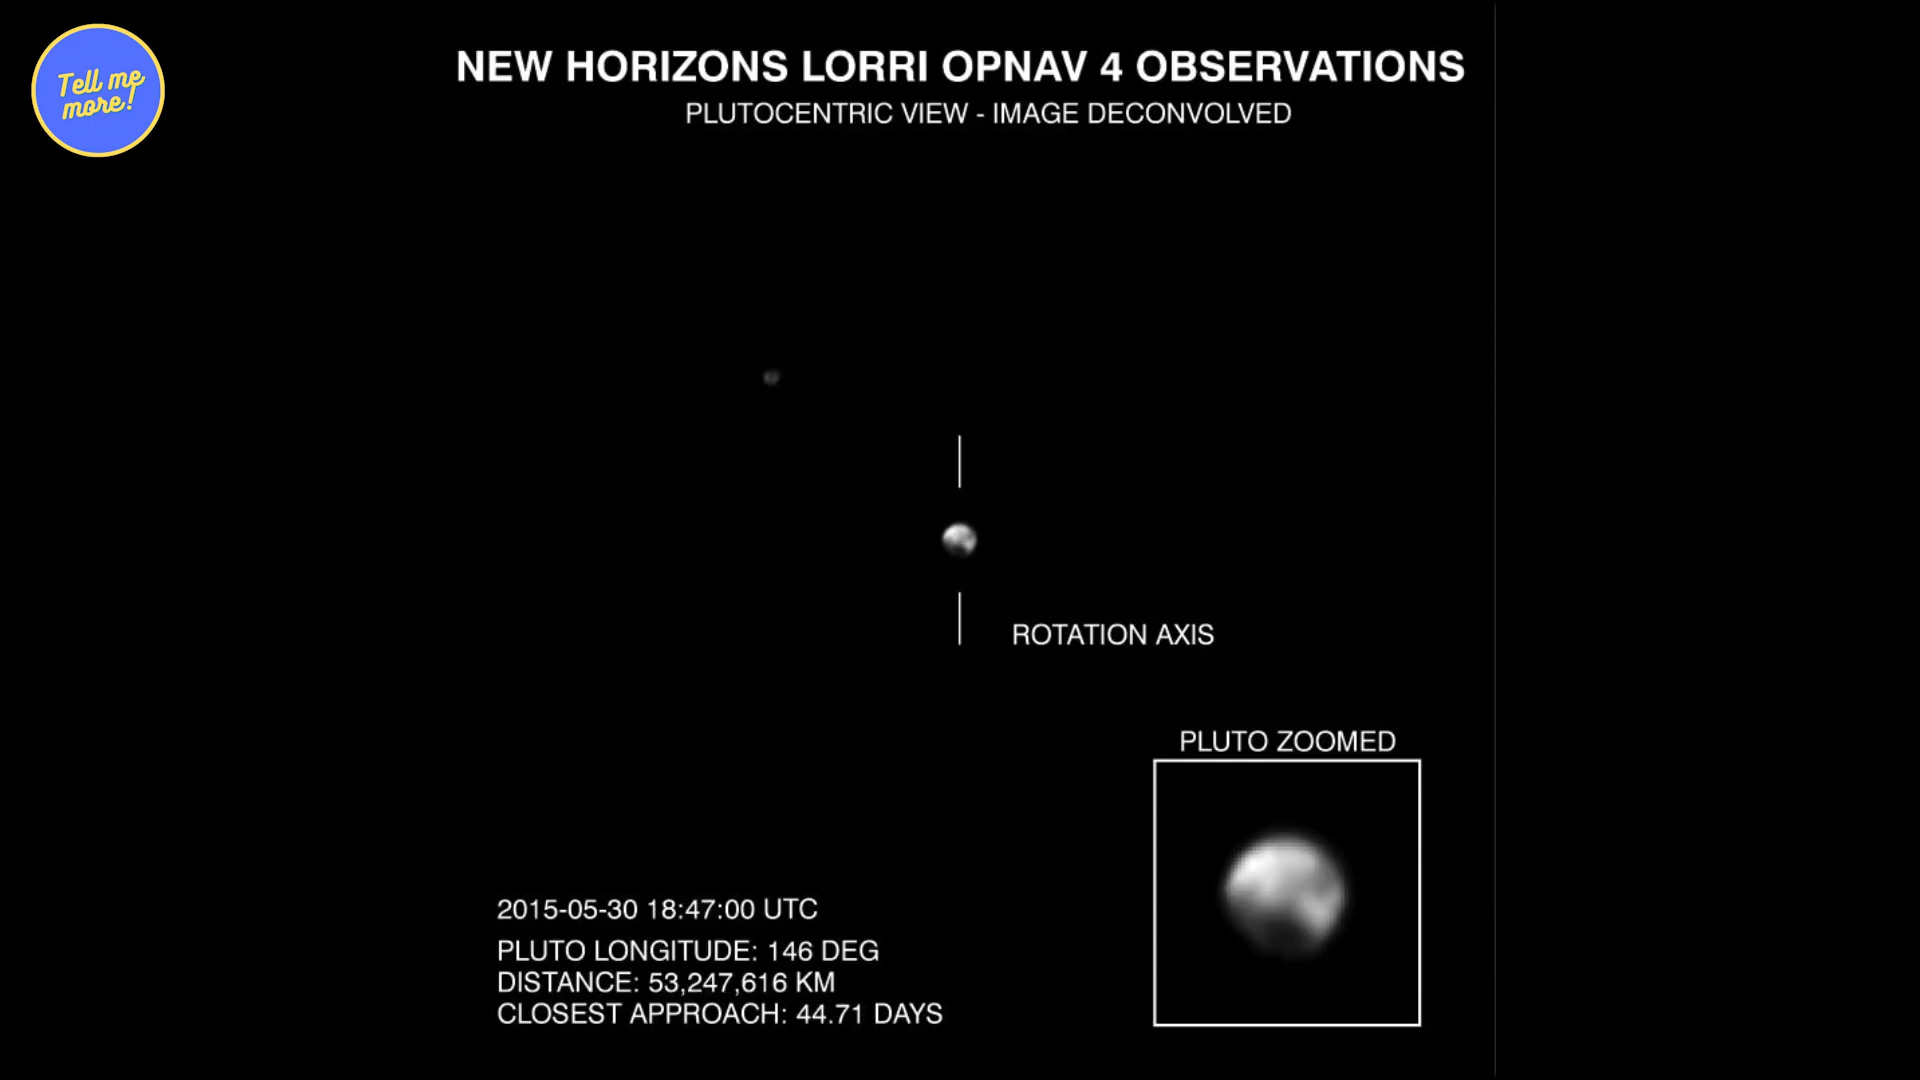 Tell me
more!
NEW HORIZONS LORRI OPNAV 4 OBSERVATIONS
PLUTOCENTRIC VIEW - IMAGE DECONVOLVED
ROTATION AXIS
PLUTO ZOOMED
2015-05-30 18:47:00 UTC
PLUTO LONGITUDE: 146 DEG
DISTANCE: 53,247,616 KM
CLOSEST APPROACH: 44.71 DAYS